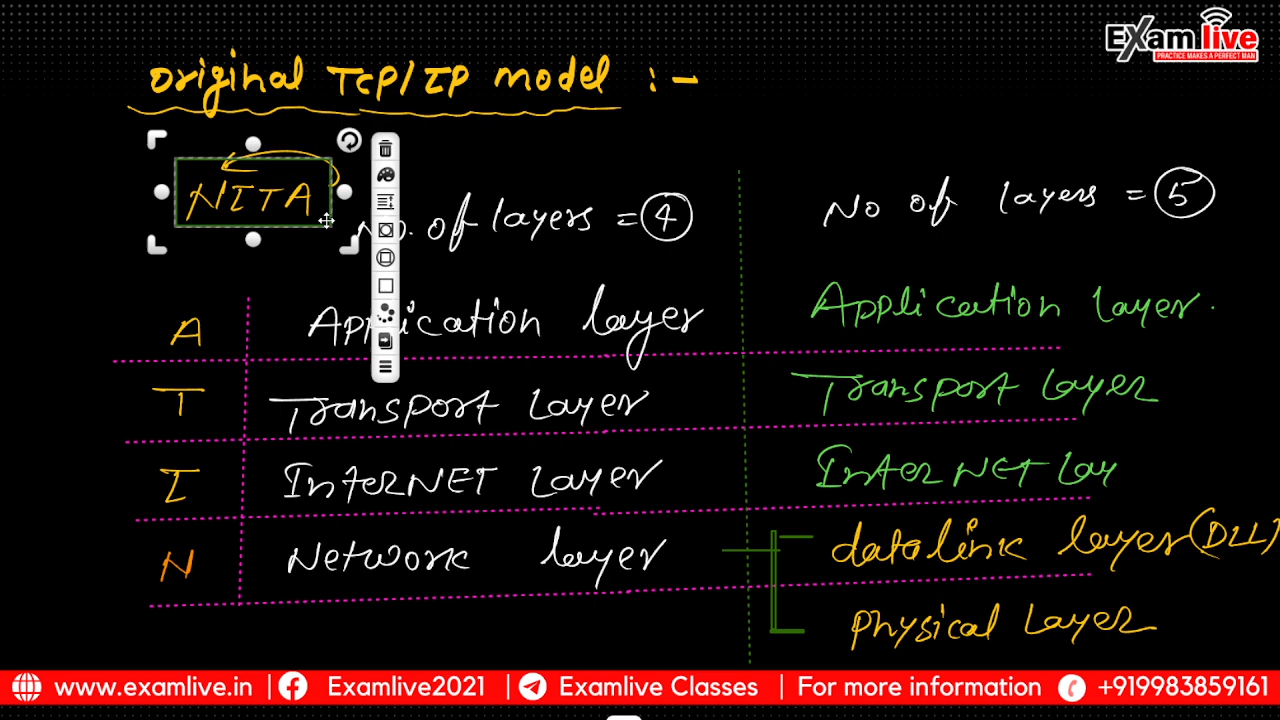 EXam live
PRACTICE MAKES A PERFECT MAN
Original TCP/IP model :-
NITA
No. of layers = 4
No of layers = 5
A Application layer Application layer.
T Transport Layer Transport Layer
I InterNET Layer InterNET Lay
N Network layer datalink layer (DLL)
Physical Layer
www.examlive.in | Examlive2021 | Examlive Classes | For more information +919983859161